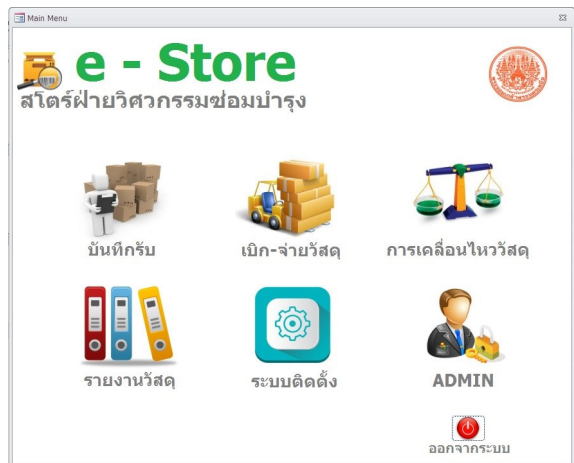 Main Menu
e - Store
สโตร์ฝ่ายวิศวกรรมซ่อมบำรุง
บันทึกรับ
เบิก-จ่ายวัสดุ
การเคลื่อนไหววัสดุ
รายงานวัสดุ
ระบบติดตั้ง
ADMIN
ออกจากระบบ